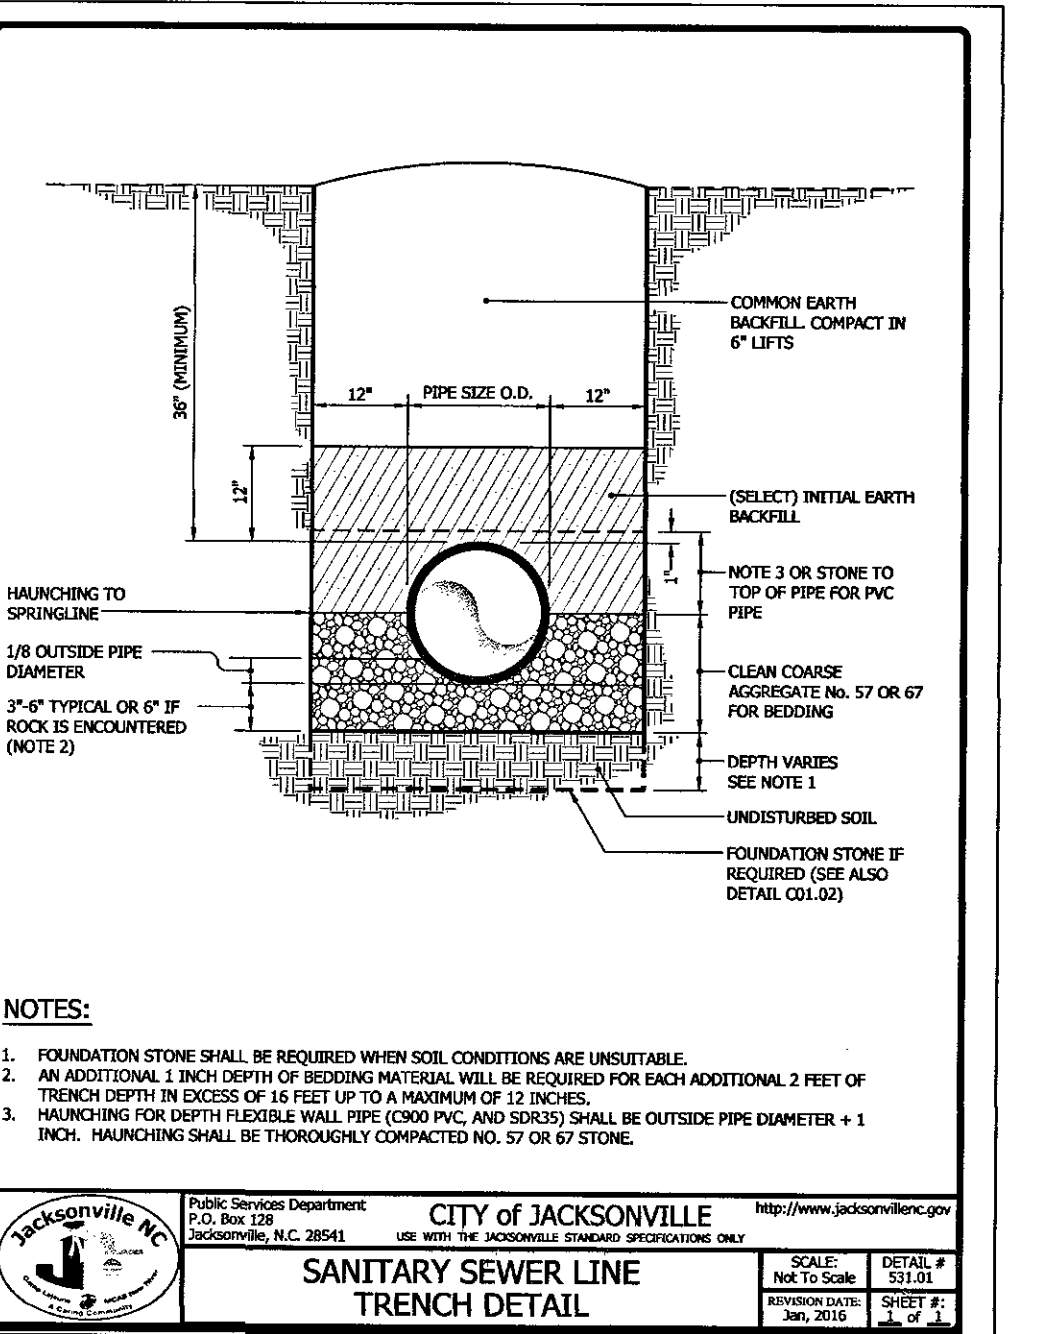 36" (MINIMUM)
12"
PIPE SIZE O.D.
12"
12"
1"
COMMON EARTH
BACKFILL. COMPACT IN
6" LIFTS
(SELECT) INITIAL EARTH
BACKFILL
NOTE 3 OR STONE TO
TOP OF PIPE FOR PVC
PIPE
CLEAN COARSE
AGGREGATE No. 57 OR 67
FOR BEDDING
DEPTH VARIES
SEE NOTE 1
UNDISTURBED SOIL
FOUNDATION STONE IF
REQUIRED (SEE ALSO
DETAIL C01.02)
HAUNCHING TO
SPRINGLINE
1/8 OUTSIDE PIPE
DIAMETER
3"-6" TYPICAL OR 6" IF
ROCK IS ENCOUNTERED
(NOTE 2)
NOTES:
1. FOUNDATION STONE SHALL BE REQUIRED WHEN SOIL CONDITIONS ARE UNSUITABLE.
2. AN ADDITIONAL 1 INCH DEPTH OF BEDDING MATERIAL WILL BE REQUIRED FOR EACH ADDITIONAL 2 FEET OF
TRENCH DEPTH IN EXCESS OF 16 FEET UP TO A MAXIMUM OF 12 INCHES.
3. HAUNCHING FOR DEPTH FLEXIBLE WALL PIPE (C900 PVC, AND SDR35) SHALL BE OUTSIDE PIPE DIAMETER + 1
INCH. HAUNCHING SHALL BE THOROUGHLY COMPACTED NO. 57 OR 67 STONE.
Jacksonville NC
J
Camp Lejeune MCAS New River
A Caring Community
Public Services Department
P.O. Box 128
Jacksonville, N.C. 28541
CITY of JACKSONVILLE
USE WITH THE JACKSONVILLE STANDARD SPECIFICATIONS ONLY
http://www.jacksonvillenc.gov
SANITARY SEWER LINE
TRENCH DETAIL
SCALE:
Not To Scale
DETAIL #
531.01
REVISION DATE:
Jan, 2016
SHEET #:
1 of 1